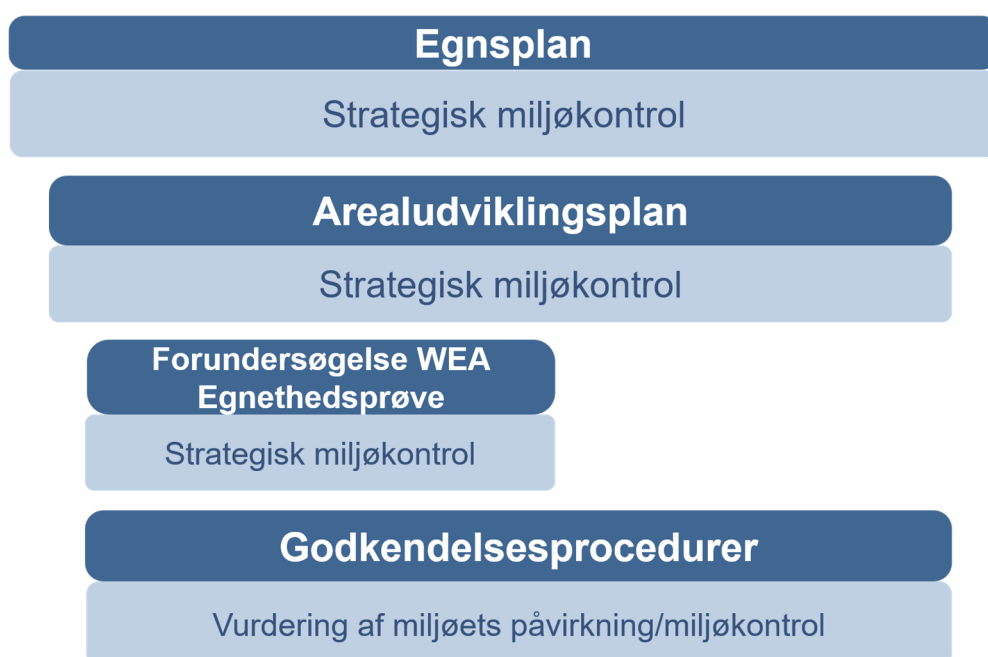 Egnsplan
Strategisk miljøkontrol
Arealudviklingsplan
Strategisk miljøkontrol
Forundersøgelse WEA
Egnethedsprøve
Strategisk miljøkontrol
Godkendelsesprocedurer
Vurdering af miljøets påvirkning/miljøkontrol